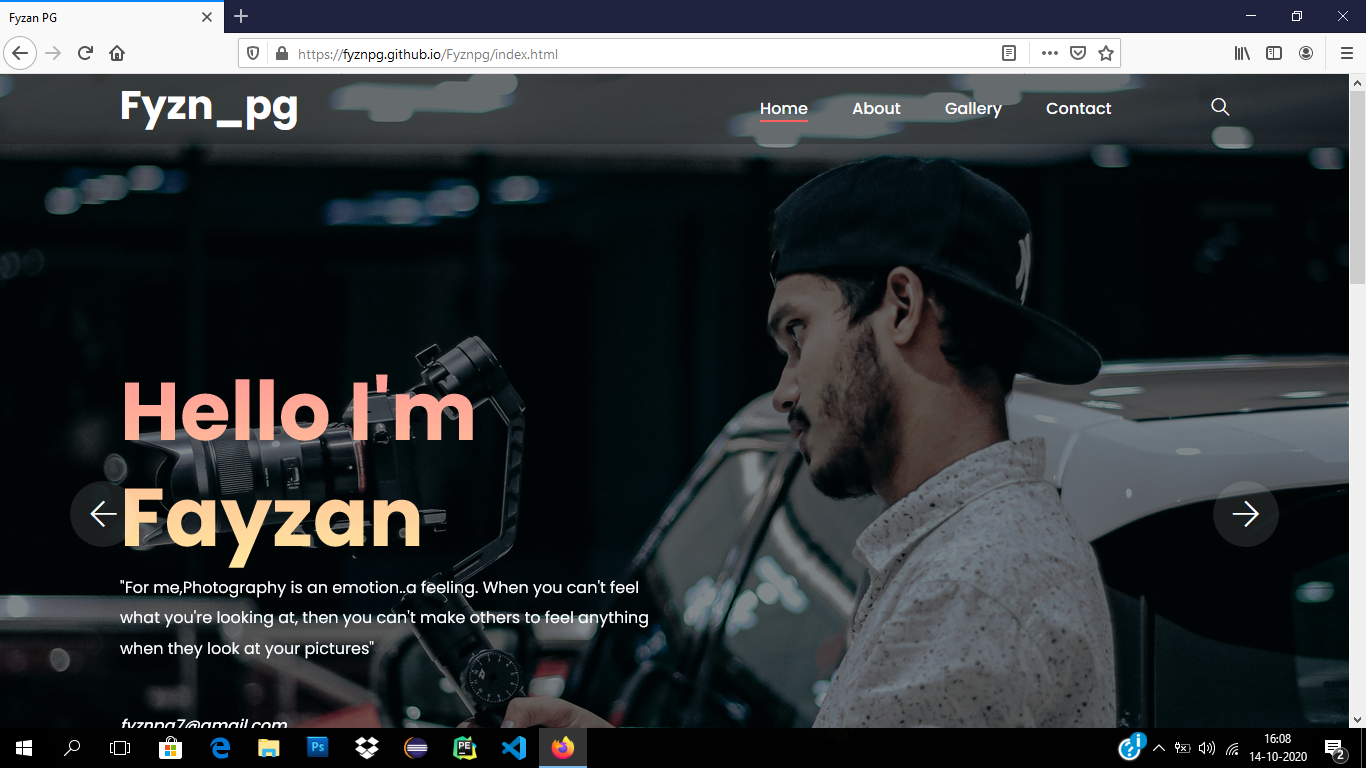 Fyzan PG
https://fyznpg.github.io/Fyznpg/index.html
Fyzn_pg
Home About Gallery Contact
Hello I'm
Fayzan
"For me,Photography is an emotion..a feeling. When you can't feel
what you're looking at, then you can't make others to feel anything
when they look at your pictures"
fyznpg7@gmail.com
Ps
PE
16:08
14-10-2020
2